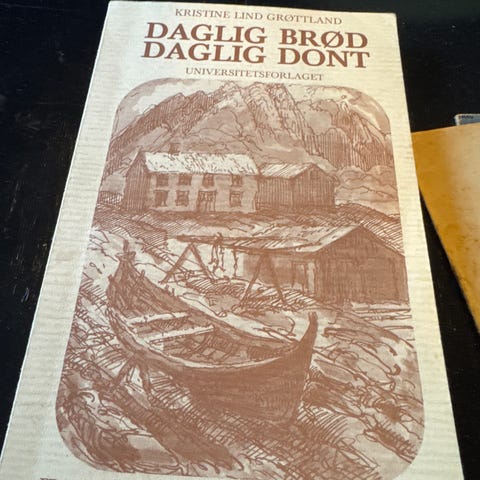 KRISTINE LIND GRØTTLAND
DAGLIG BRØD
DAGLIG DONT
UNIVERSITETSFORLAGET